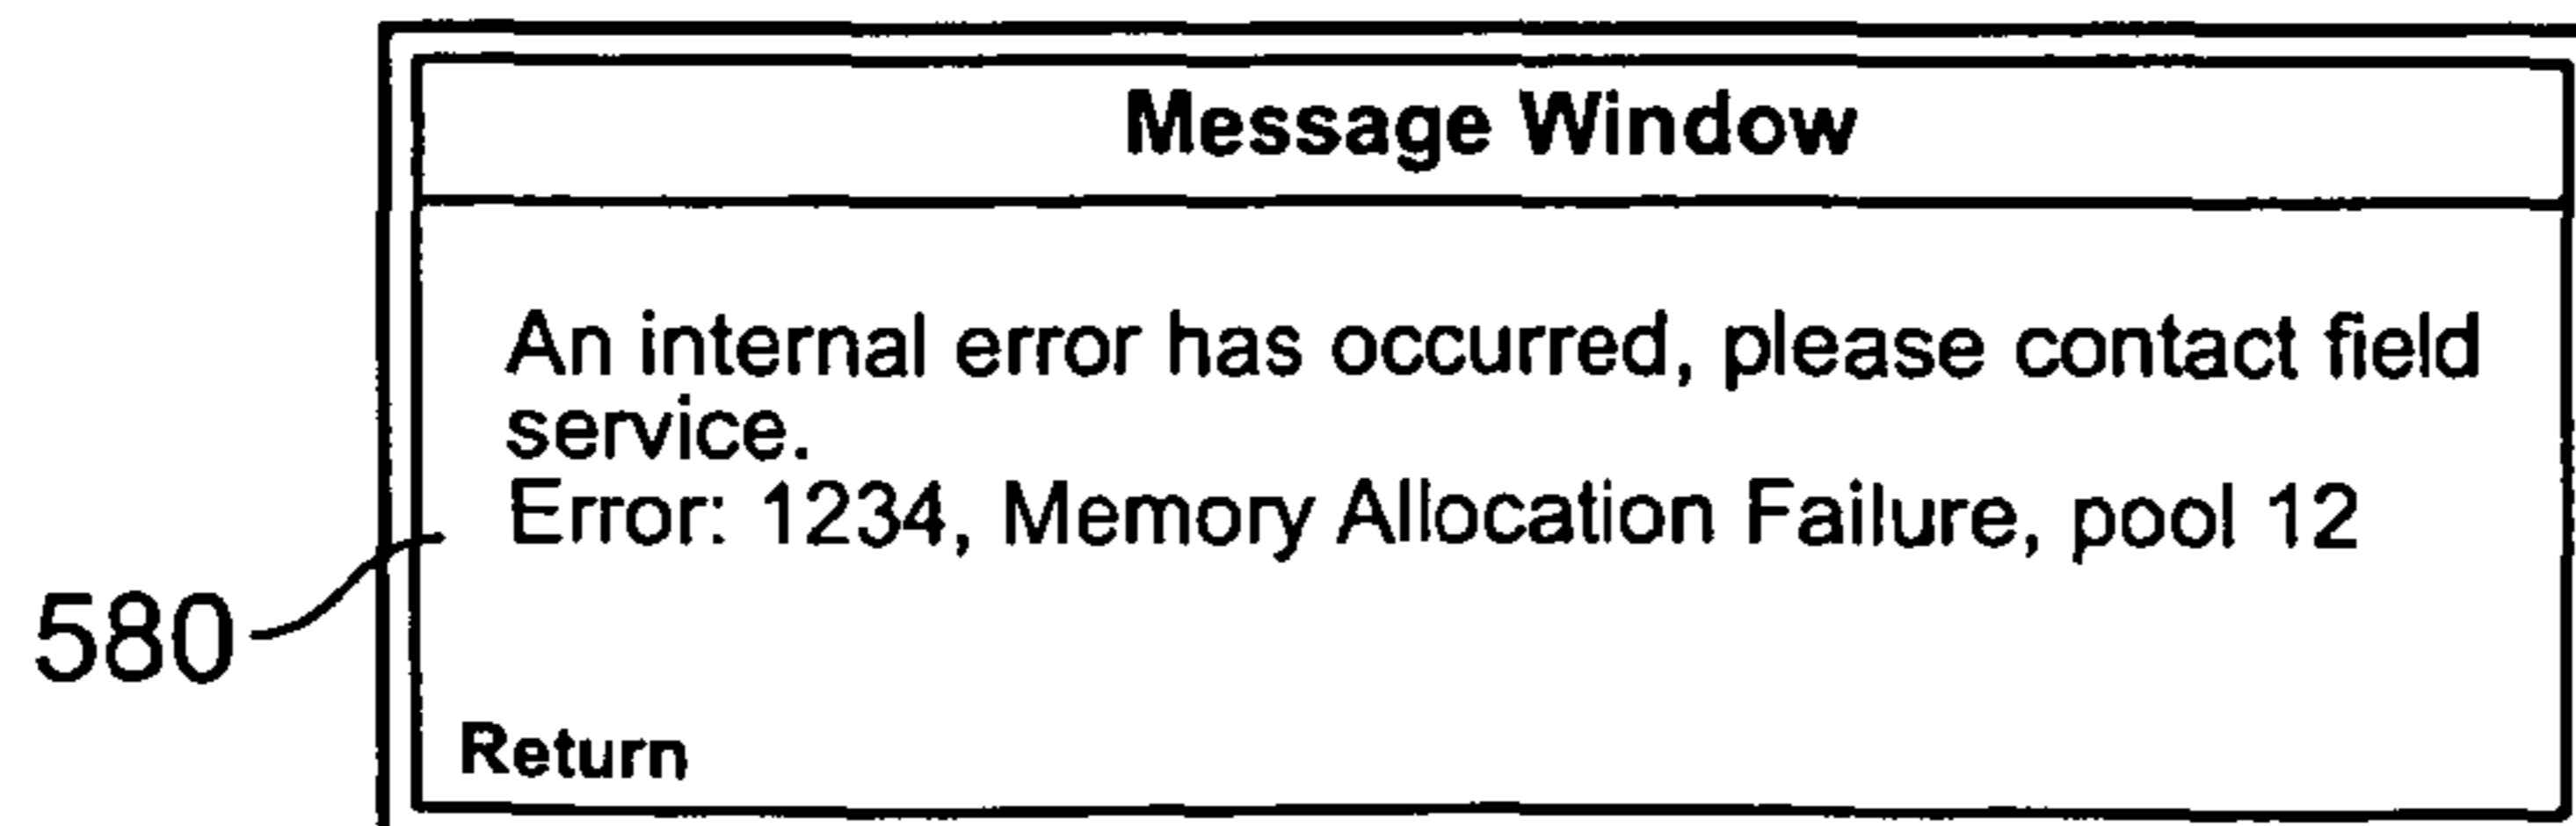 Message Window
An internal error has occurred, please contact field
service.
Error: 1234, Memory Allocation Failure, pool 12
580
Return